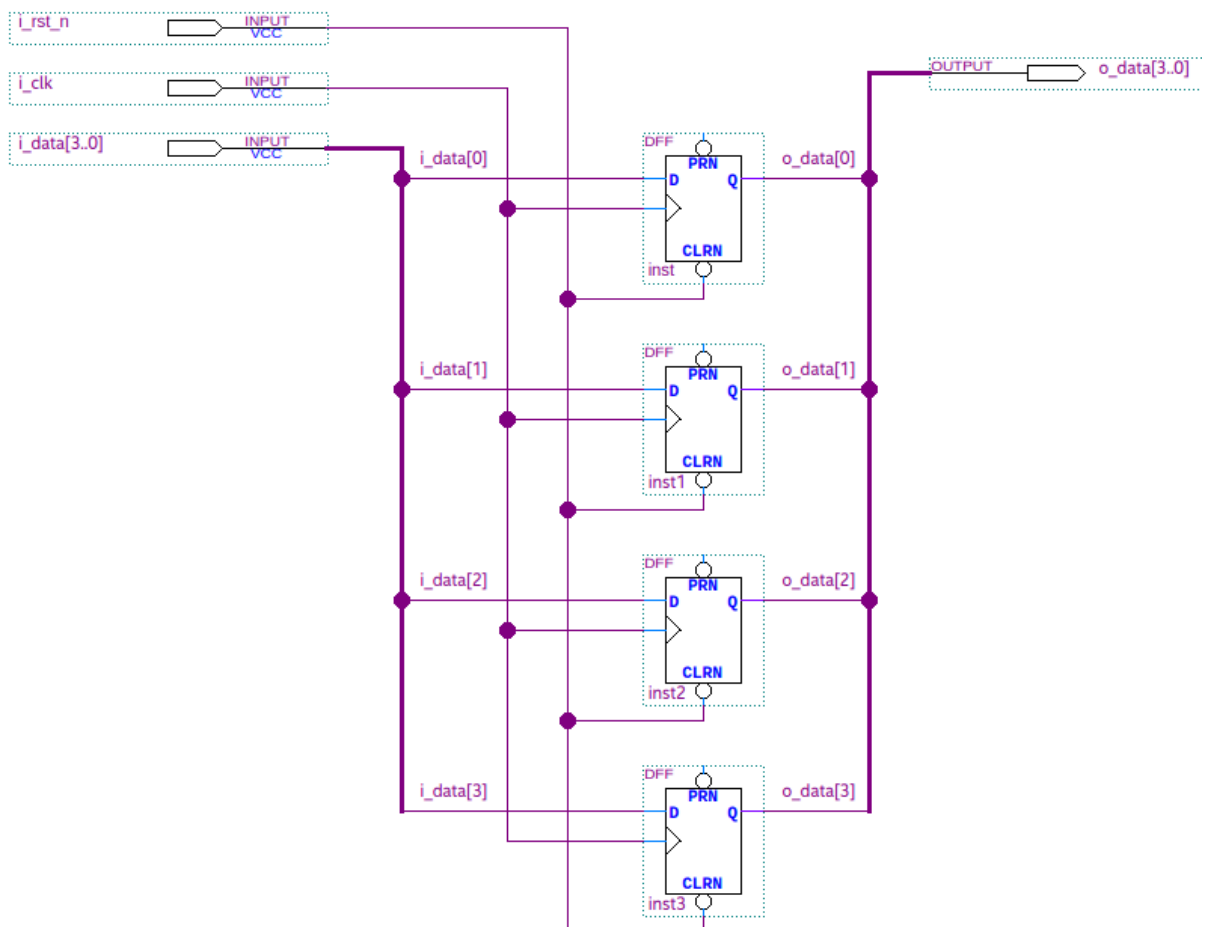 i_rst_n INPUT VCC
i_clk INPUT VCC
i_data[3..0] INPUT VCC
OUTPUT o_data[3..0]
DFF
PRN
i_data[0] D Q o_data[0]
CLRN
inst
DFF
PRN
i_data[1] D Q o_data[1]
CLRN
inst1
DFF
PRN
i_data[2] D Q o_data[2]
CLRN
inst2
DFF
PRN
i_data[3] D Q o_data[3]
CLRN
inst3